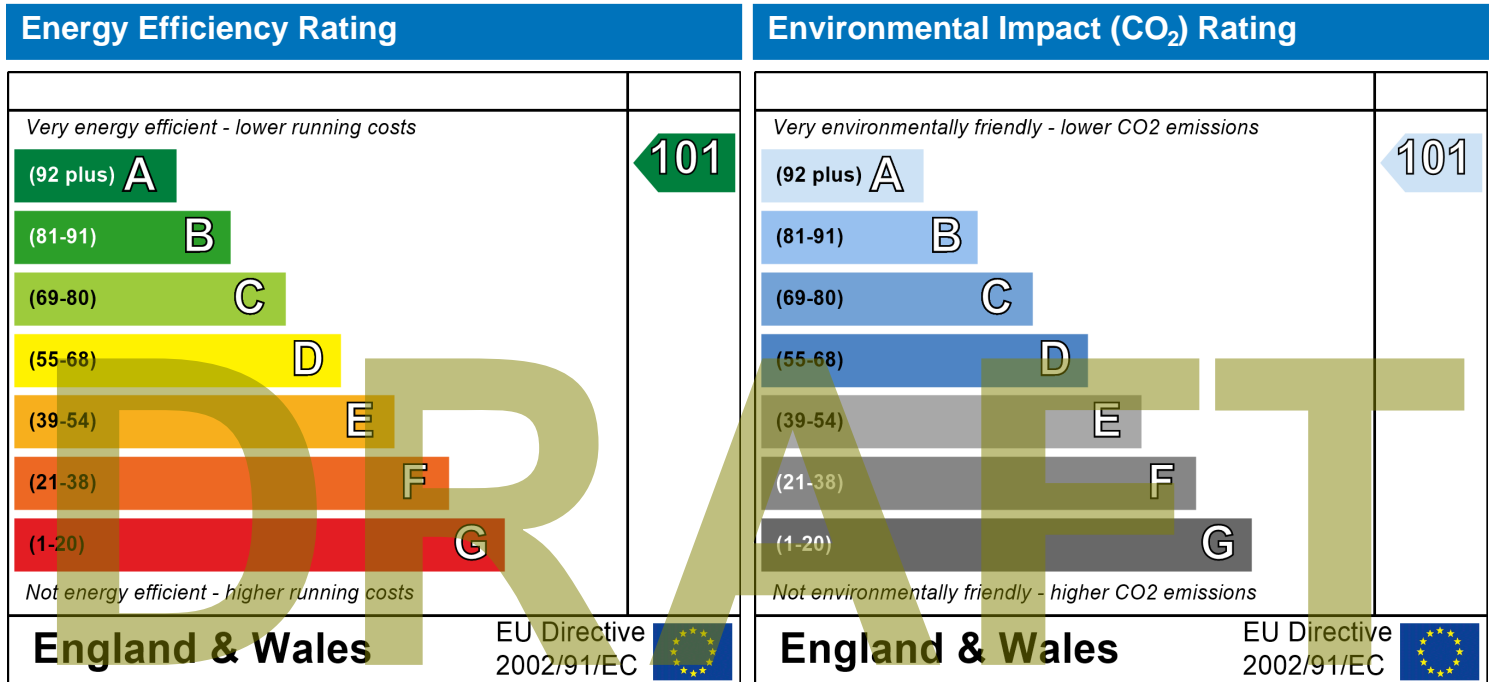 Energy Efficiency Rating
Very energy efficient - lower running costs
(92 plus) A
101
(81-91) B
(69-80) C
(55-68) D
(39-54) E
(21-38) F
(1-20) G
Not energy efficient - higher running costs
England & Wales
EU Directive
2002/91/EC
Environmental Impact (CO₂) Rating
Very environmentally friendly - lower CO2 emissions
(92 plus) A
101
(81-91) B
(69-80) C
(55-68) D
(39-54) E
(21-38) F
(1-20) G
Not environmentally friendly - higher CO2 emissions
England & Wales
EU Directive
2002/91/EC
DRAFT